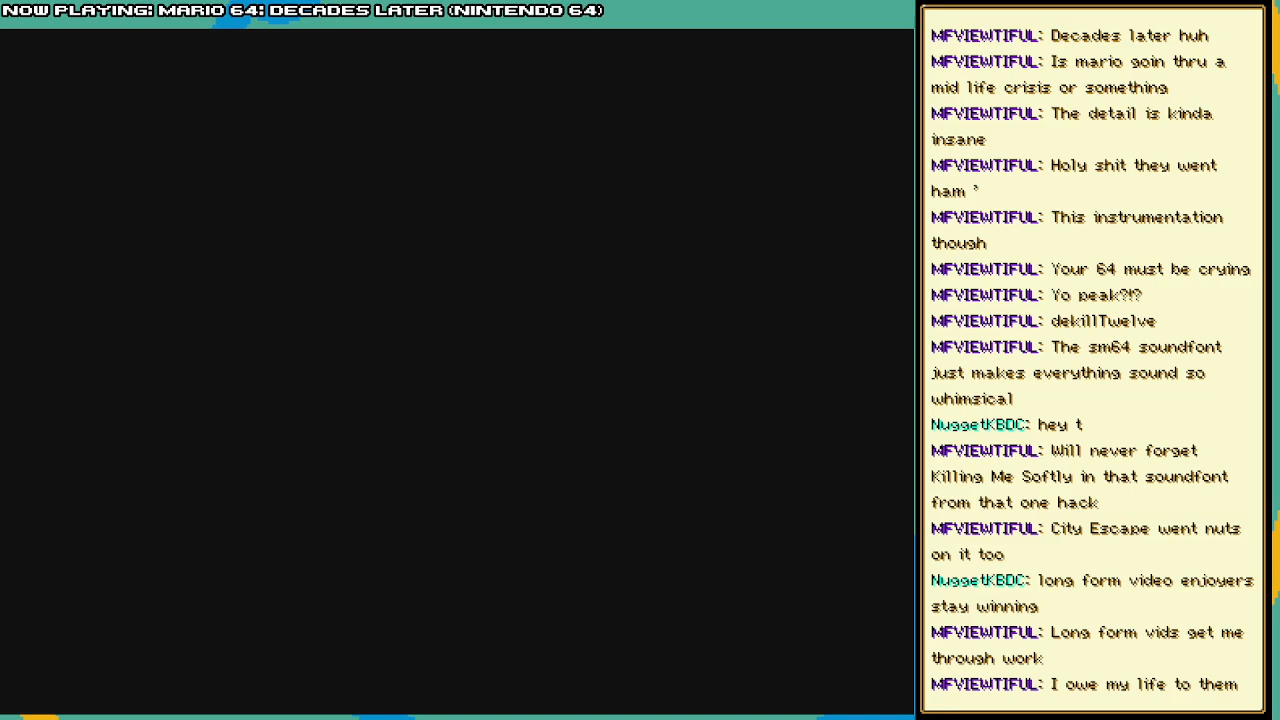 NOW PLAYING: MARIO 64: DECADES LATER (NINTENDO 64)
MFVIEWTIFUL: Decades later huh
MFVIEWTIFUL: Is mario goin thru a
mid life crisis or something
MFVIEWTIFUL: The detail is kinda
insane
MFVIEWTIFUL: Holy shit they went
ham '
MFVIEWTIFUL: This instrumentation
though
MFVIEWTIFUL: Your 64 must be crying
MFVIEWTIFUL: Yo peak?!?
MFVIEWTIFUL: dekillTwelve
MFVIEWTIFUL: The sm64 soundfont
just makes everything sound so
whimsical
NuggetKBDC: hey t
MFVIEWTIFUL: Will never forget
Killing Me Softly in that soundfont
from that one hack
MFVIEWTIFUL: City Escape went nuts
on it too
NuggetKBDC: long form video enjoyers
stay winning
MFVIEWTIFUL: Long form vids get me
through work
MFVIEWTIFUL: I owe my life to them